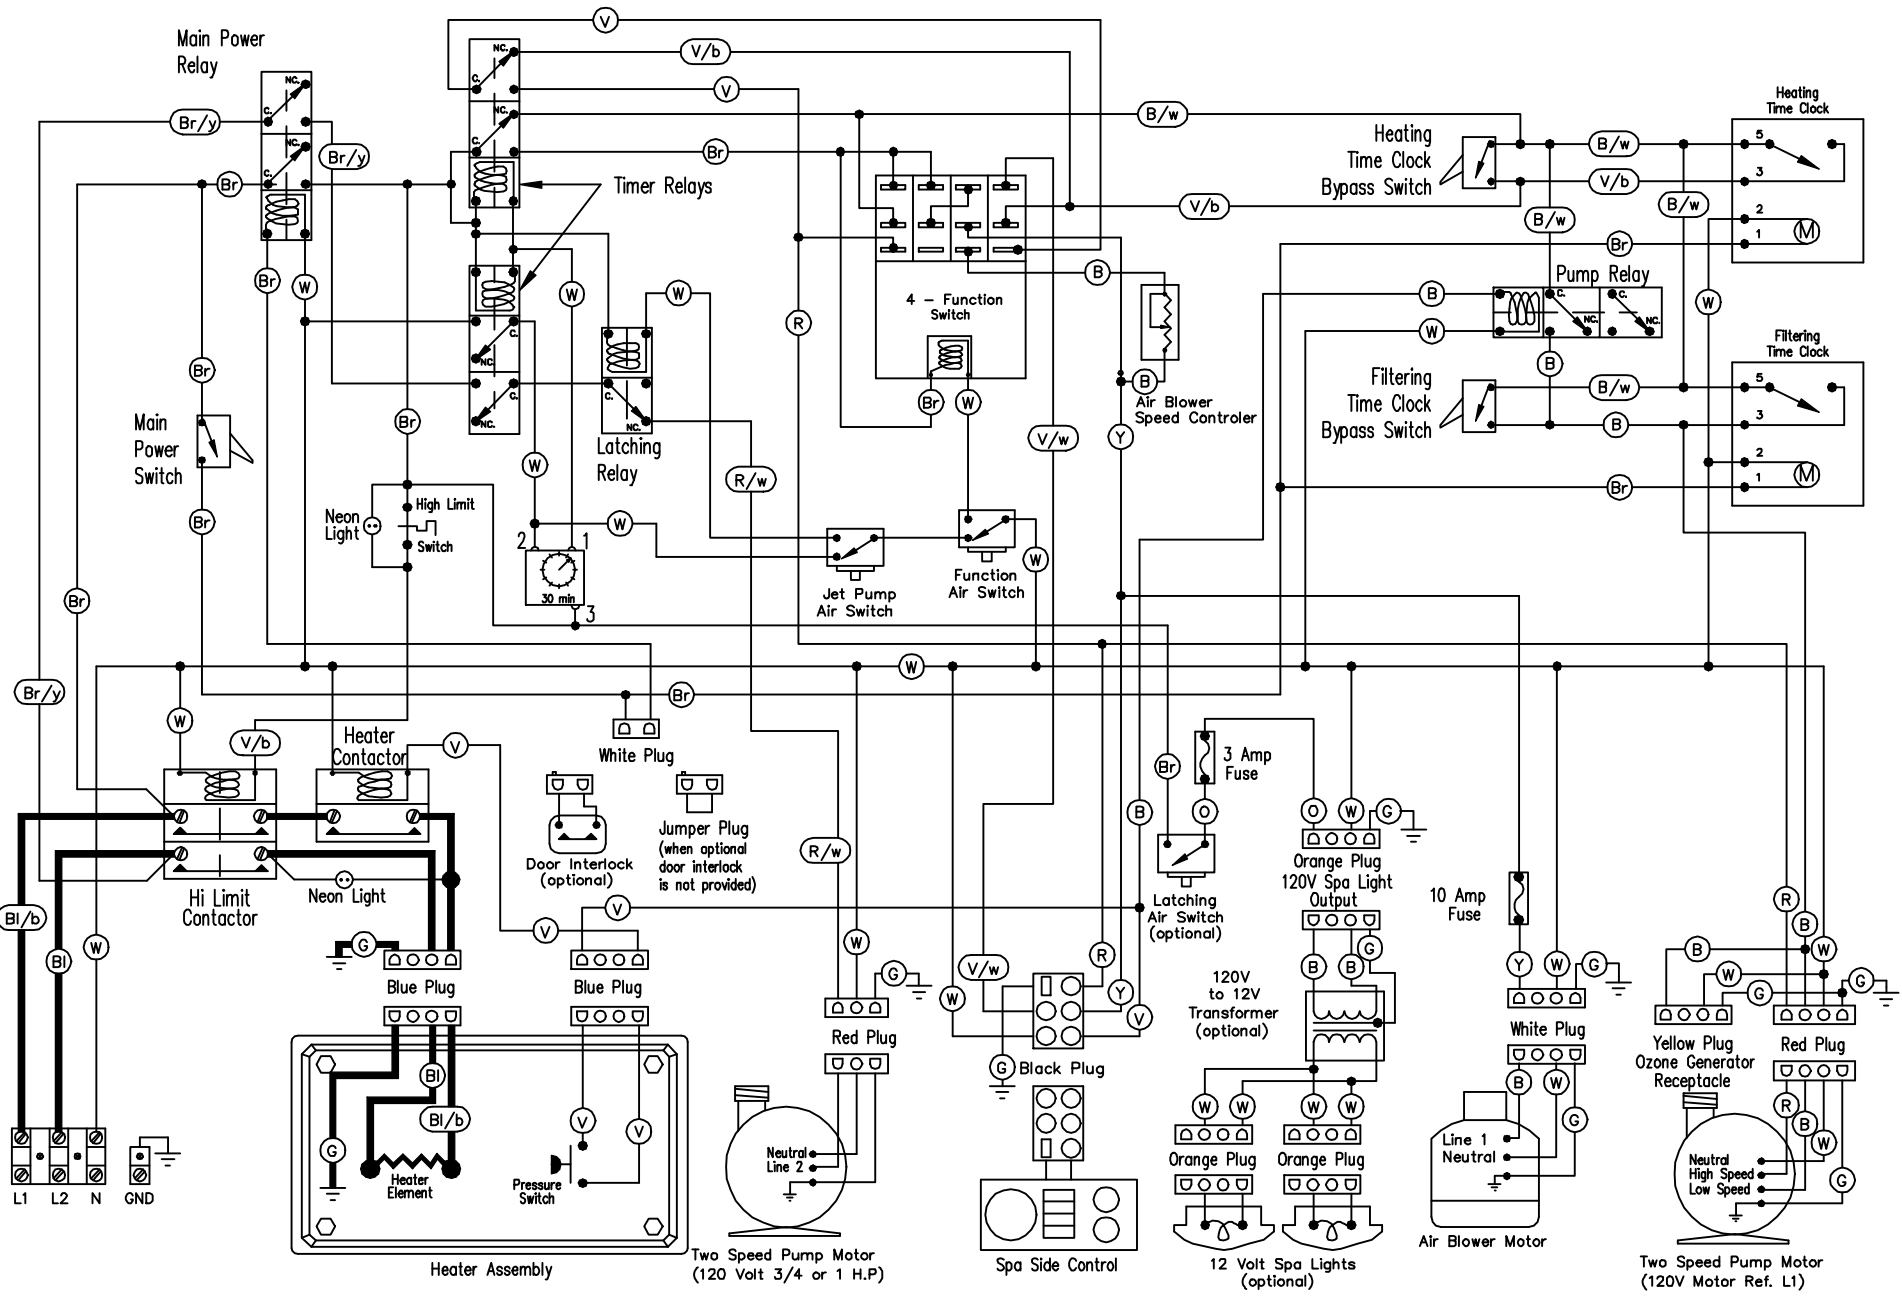 V
Main Power
Relay
NC.
V/b
C.
V
Heating
Time Clock
NC.
Br/y
C.
NC.
B/w
Heating
Time Clock
Bypass Switch
5
B/w
NC.
Br/y
C.
Br
3
V/b
Br
C.
Timer Relays
V/b
B/w
B/w
2
1
M
Br
Br
W
W
W
B
Pump Relay
B
C.
C.
NC.
NC.
W
W
4 - Function
Switch
R
Filtering
Time Clock
C.
NC.
B
Br
Br
W
B
Air Blower
Speed Controler
Filtering
Time Clock
Bypass Switch
5
B/w
3
B
C.
NC.
C.
NC.
Main
Power
Switch
Br
Latching
Relay
V/w
Y
2
1
M
Br
W
R/w
Br
Neon
Light
High Limit
Switch
W
2
1
30 min
3
Jet Pump
Air Switch
Function
Air Switch
W
Br
W
Br
Br/y
W
V/b
Heater
Contactor
V
White Plug
Br
3 Amp
Fuse
O
B
O
W
G
Door Interlock
(optional)
Jumper Plug
(when optional
door interlock
is not provided)
R/w
Orange Plug
120V Spa Light
Output
Hi Limit
Contactor
Neon Light
Latching
Air Switch
(optional)
10 Amp
Fuse
Bl/b
W
Bl
G
V
V
W
R
G
B
B
R
B
W
B
W
G
G
Blue Plug
Blue Plug
G
V/w
W
Y
V
120V
to 12V
Transformer
(optional)
Y
W
G
White Plug
Red Plug
Yellow Plug
Ozone Generator
Receptacle
Red Plug
G
Black Plug
Bl
Bl/b
G
V
V
W
W
W
W
B
W
G
R
B
W
G
Neutral
Line 2
Line 1
Neutral
Neutral
High Speed
Low Speed
Orange Plug
Orange Plug
Heater
Element
Pressure
Switch
L1
L2
N
GND
Heater Assembly
Two Speed Pump Motor
(120 Volt 3/4 or 1 H.P)
Spa Side Control
12 Volt Spa Lights
(optional)
Air Blower Motor
Two Speed Pump Motor
(120V Motor Ref. L1)